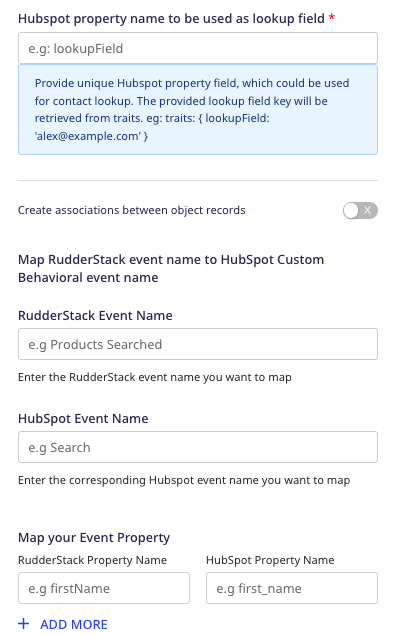 Hubspot property name to be used as lookup field *
e.g: lookupField
Provide unique Hubspot property field, which could be used
for contact lookup. The provided lookup field key will be
retrieved from traits. eg: traits: { lookupField:
'alex@example.com' }
Create associations between object records
X
Map RudderStack event name to HubSpot Custom
Behavioral event name
RudderStack Event Name
e.g Products Searched
Enter the RudderStack event name you want to map
HubSpot Event Name
e.g Search
Enter the corresponding Hubspot event name you want to map
Map your Event Property
RudderStack Property Name HubSpot Property Name
e.g firstName e.g first_name
+ ADD MORE